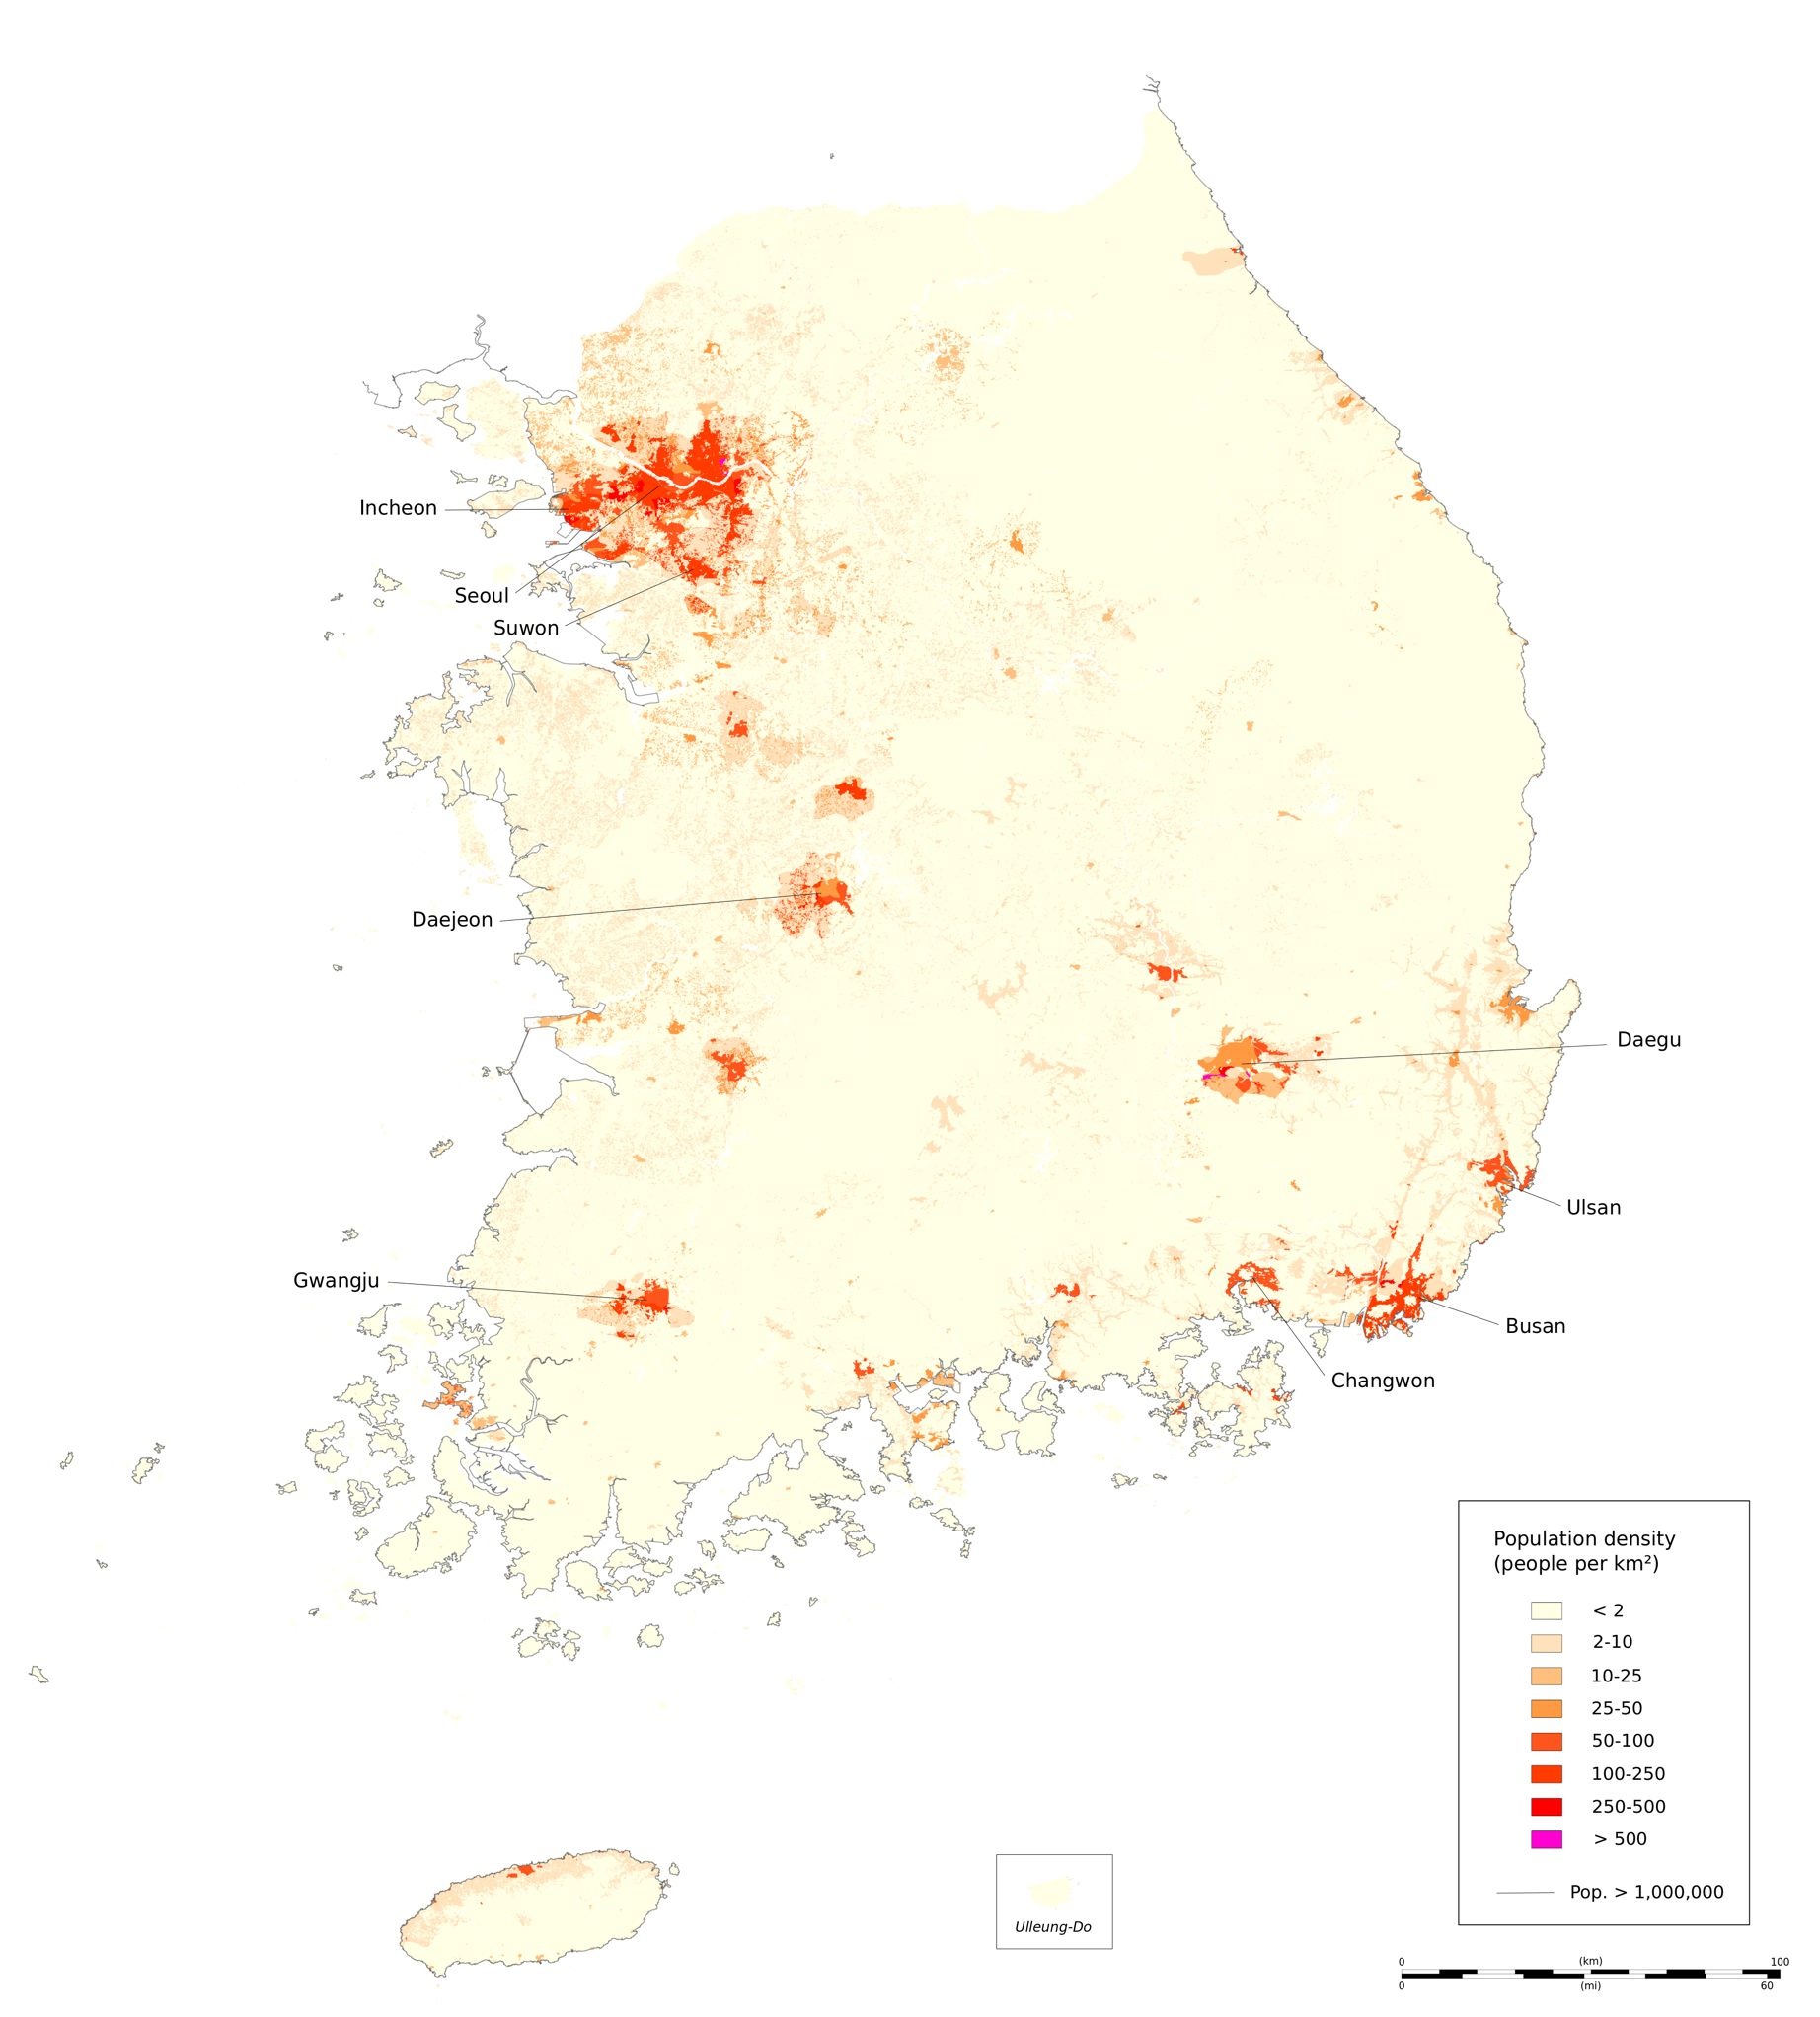 Incheon
Seoul
Suwon
Daejeon
Daegu
Ulsan
Gwangju
Busan
Changwon
Population density
(people per km²)
< 2
2-10
10-25
25-50
50-100
100-250
250-500
> 500
Pop. > 1,000,000
Ulleung-Do
0 (km) 100
0 (mi) 60